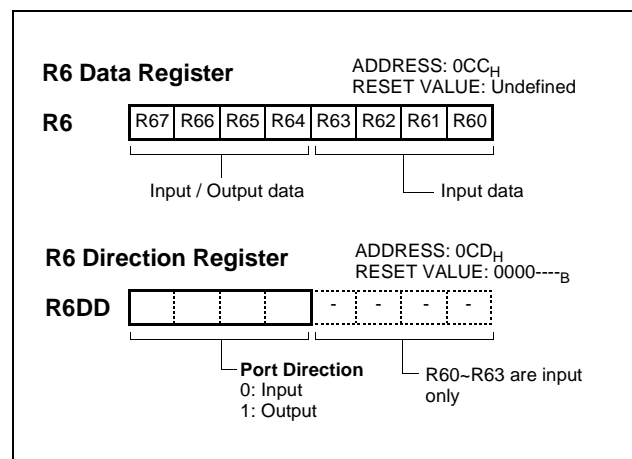 R6 Data Register
ADDRESS: 0CCH
RESET VALUE: Undefined
R6
R67 R66 R65 R64 R63 R62 R61 R60
Input / Output data
Input data
R6 Direction Register
ADDRESS: 0CDH
RESET VALUE: 0000----B
R6DD
- - - -
Port Direction
0: Input
1: Output
R60~R63 are input
only